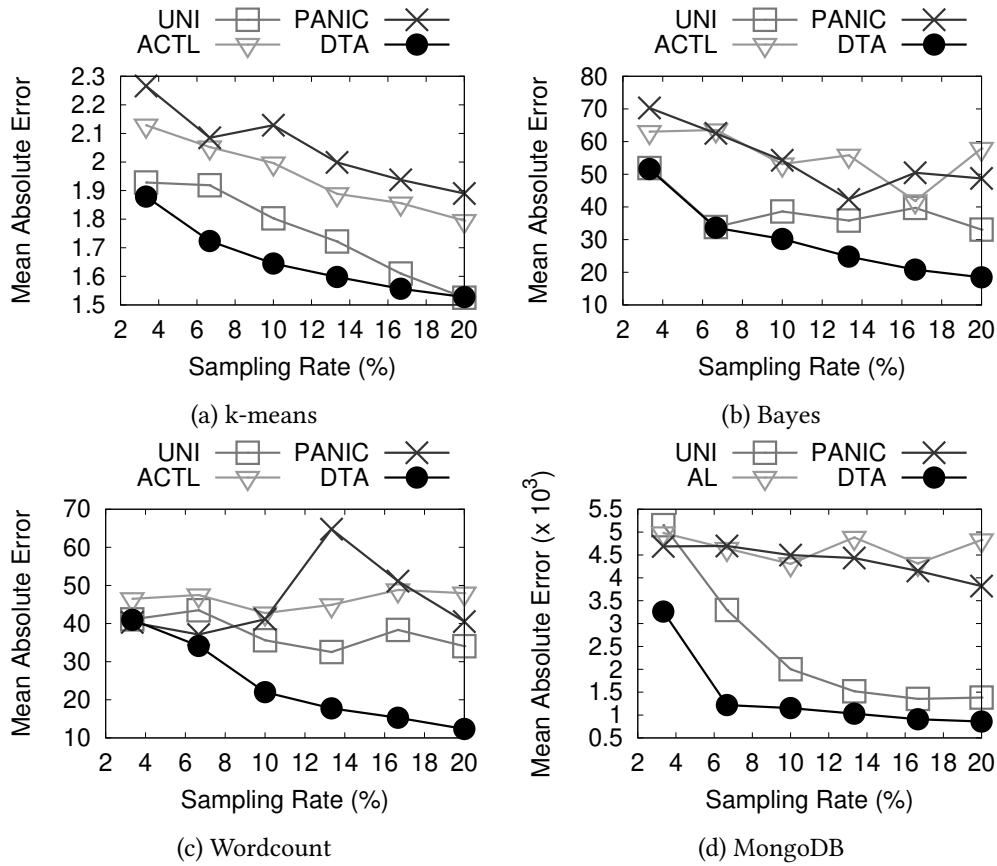 UNI PANIC
ACTL DTA
Mean Absolute Error
2.3
2.2
2.1
2
1.9
1.8
1.7
1.6
1.5
2 4 6 8 10 12 14 16 18 20
Sampling Rate (%)
(a) k-means
UNI PANIC
ACTL DTA
Mean Absolute Error
80
70
60
50
40
30
20
10
2 4 6 8 10 12 14 16 18 20
Sampling Rate (%)
(b) Bayes
UNI PANIC
ACTL DTA
Mean Absolute Error
70
60
50
40
30
20
10
2 4 6 8 10 12 14 16 18 20
Sampling Rate (%)
(c) Wordcount
UNI PANIC
AL DTA
Mean Absolute Error (x 10³)
5.5
5
4.5
4
3.5
3
2.5
2
1.5
1
0.5
2 4 6 8 10 12 14 16 18 20
Sampling Rate (%)
(d) MongoDB